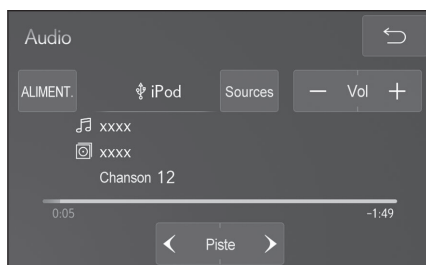 Audio
ALIMENT. iPod Sources — Vol +
xxxx
xxxx
Chanson 12
0:05 -1:49
Piste